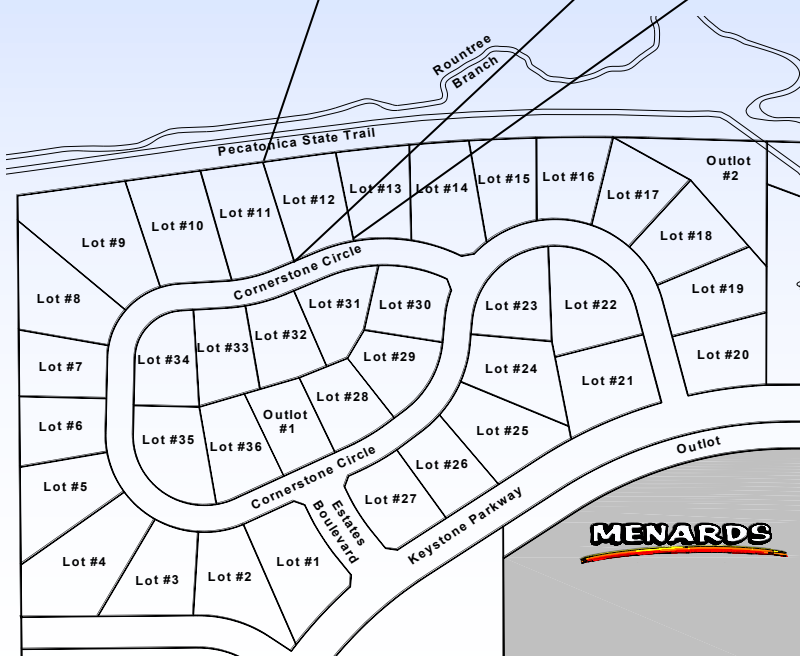 Rountree
Branch
Pecatonica State Trail
Outlot
#2
Lot #16
Lot #15
Lot #14
Lot #13
Lot #12
Lot #11
Lot #10
Lot #9
Lot #17
Lot #18
Lot #19
Lot #20
Cornerstone Circle
Lot #8
Lot #7
Lot #6
Lot #5
Lot #4
Lot #3
Lot #2
Lot #1
Lot #31
Lot #30
Lot #32
Lot #33
Lot #34
Lot #29
Lot #28
Outlot
#1
Lot #35
Lot #36
Lot #23
Lot #22
Lot #24
Lot #21
Lot #25
Lot #26
Lot #27
Cornerstone Circle
Estates
Boulevard
Keystone Parkway
Outlot
MENARDS